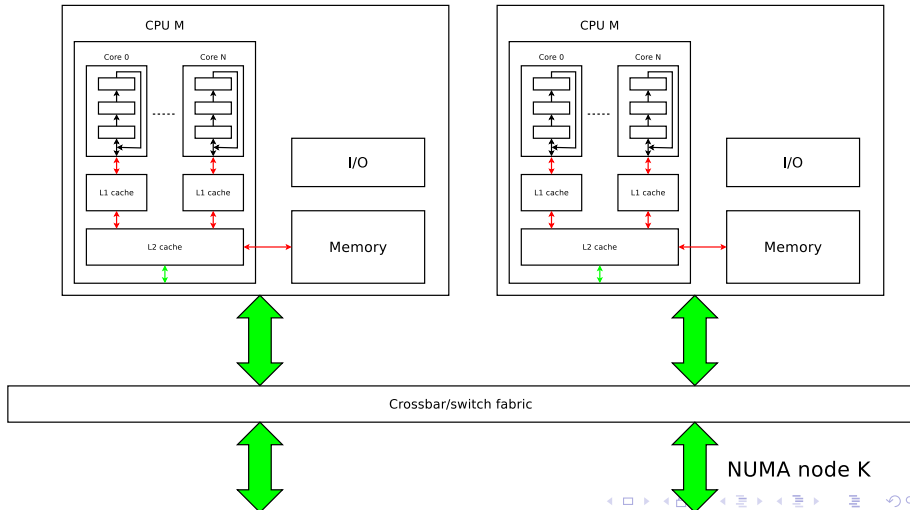 CPU M
Core 0
Core N
L1 cache
L1 cache
L2 cache
I/O
Memory
CPU M
Core 0
Core N
L1 cache
L1 cache
L2 cache
I/O
Memory
Crossbar/switch fabric
NUMA node K